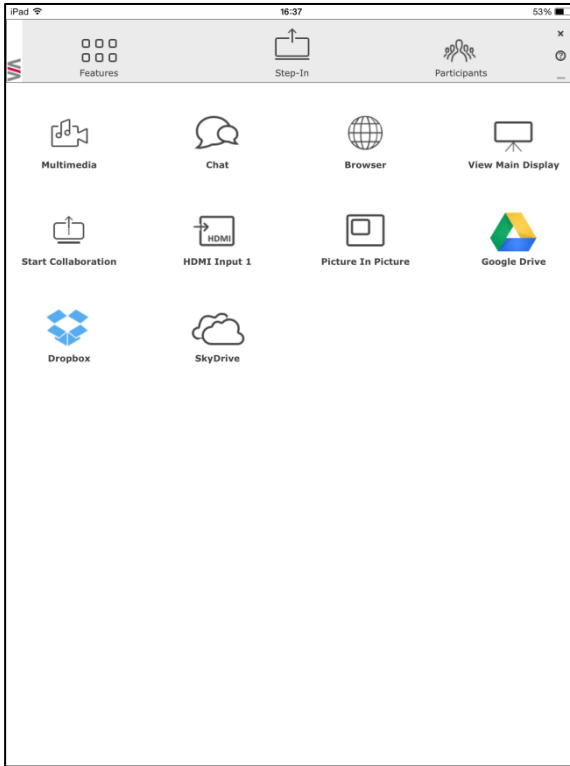 iPad 16:37 53%
Features Step-In Participants
Multimedia Chat Browser View Main Display
HDMI
Start Collaboration HDMI Input 1 Picture In Picture Google Drive
Dropbox SkyDrive